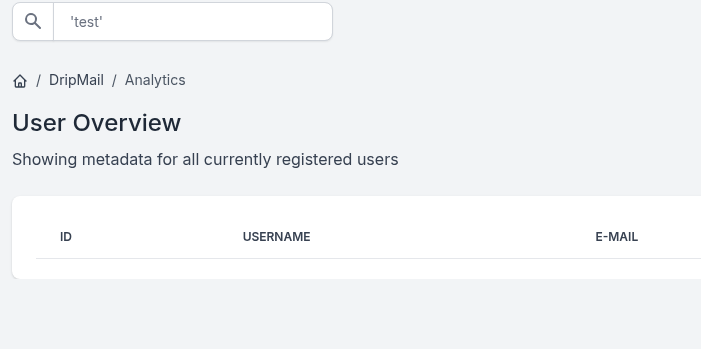 'test'
/ DripMail / Analytics
User Overview
Showing metadata for all currently registered users
ID USERNAME E-MAIL